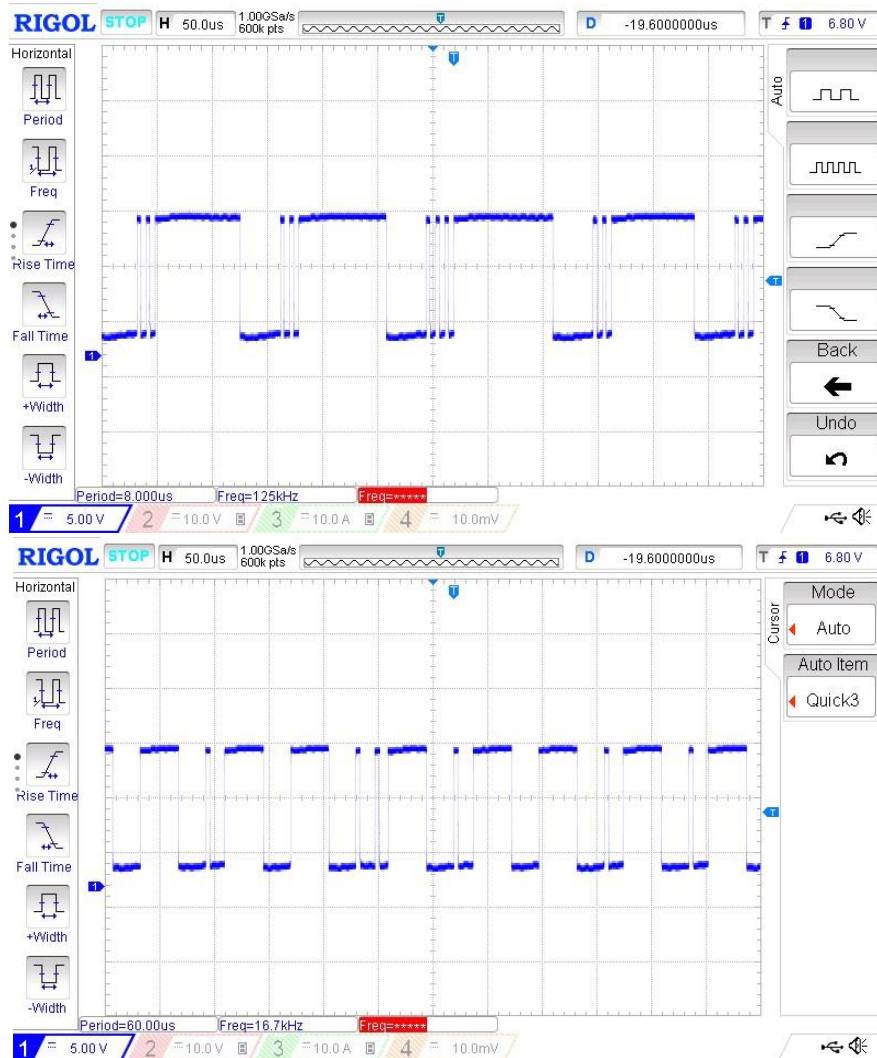 RIGOL STOP H 50.0us 1.00GSa/s D -19.6000000us T 1 6.80 V
600k pts
Horizontal
T
Auto
Period
Freq
Rise Time
T
Fall Time
1
Back
+Width
Undo
-Width
Period=8.000us Freq=125kHz Freq=*****
1 5.00 V 2 10.0 V 3 10.0 A 4 10.0mV
RIGOL STOP H 50.0us 1.00GSa/s D -19.6000000us T 1 6.80 V
600k pts
Horizontal
T
Mode
Cursor
Auto
Period
Auto Item
Quick3
Freq
Rise Time
T
Fall Time
1
+Width
-Width
Period=60.00us Freq=16.7kHz Freq=*****
1 5.00 V 2 10.0 V 3 10.0 A 4 10.0mV